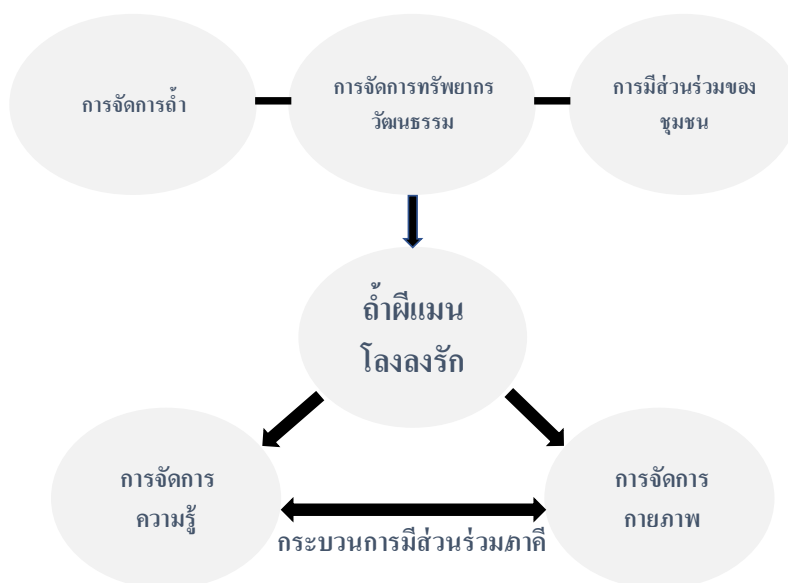 การจัดการถ้ำ
การจัดการทรัพยากร
วัฒนธรรม
การมีส่วนร่วมของ
ชุมชน
ถ้ำผีแมน
โลงลงรัก
การจัดการ
ความรู้
การจัดการ
กายภาพ
กระบวนการมีส่วนร่วม/ภาคี